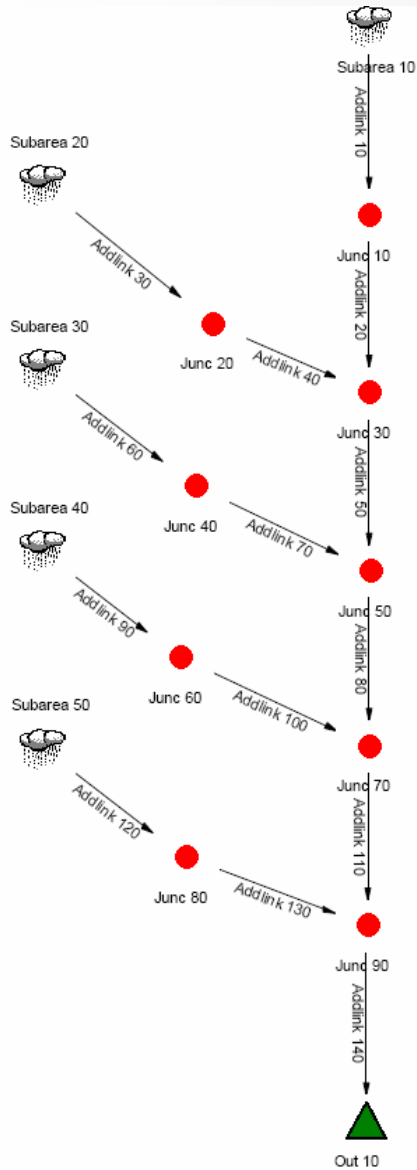 Subarea 10
Addlink 10
Subarea 20
Addlink 30
Junc 10
Addlink 20
Subarea 30
Junc 20
Addlink 40
Addlink 60
Junc 30
Addlink 50
Subarea 40
Junc 40
Addlink 70
Addlink 90
Junc 50
Addlink 80
Subarea 50
Junc 60
Addlink 100
Addlink 120
Junc 70
Addlink 110
Junc 80
Addlink 130
Junc 90
Addlink 140
Out 10